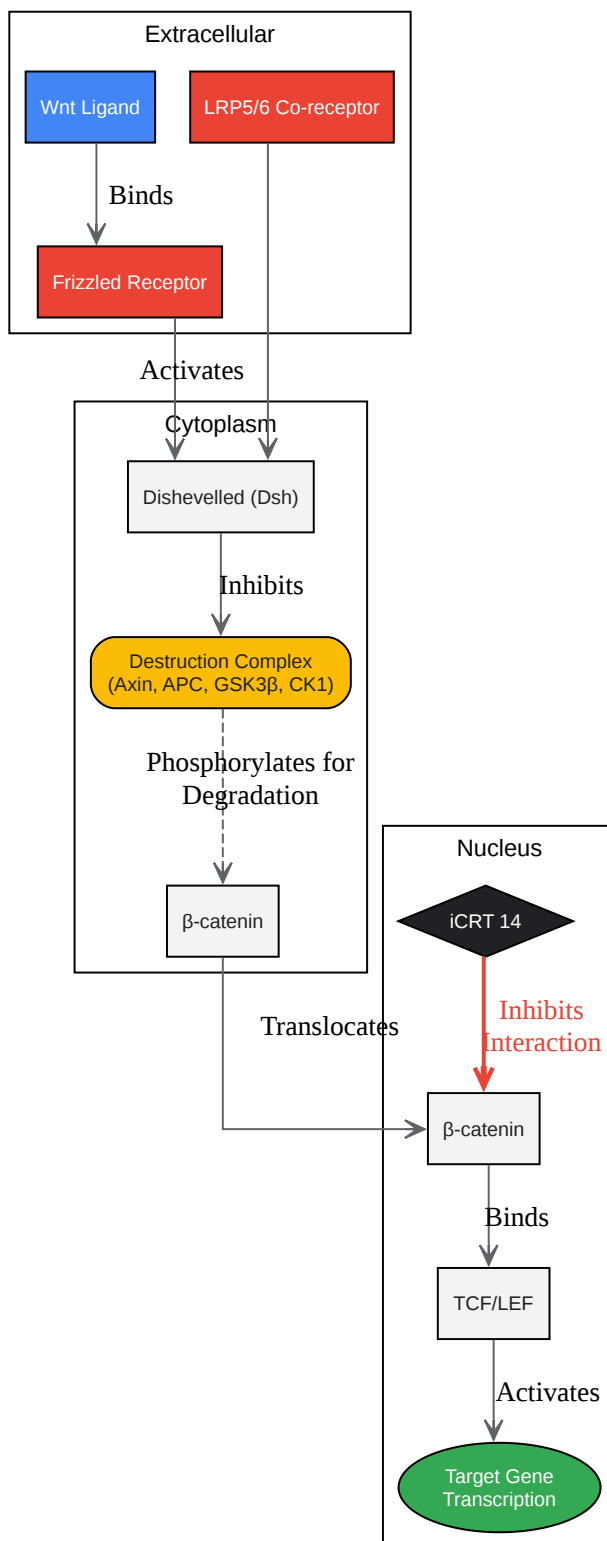 Extracellular
Wnt Ligand
LRP5/6 Co-receptor
Binds
Frizzled Receptor
Activates
Cytoplasm
Dishevelled (Dsh)
Inhibits
Destruction Complex
(Axin, APC, GSK3β, CK1)
Phosphorylates for
Degradation
β-catenin
Translocates
Nucleus
iCRT 14
Inhibits
Interaction
β-catenin
Binds
TCF/LEF
Activates
Target Gene
Transcription